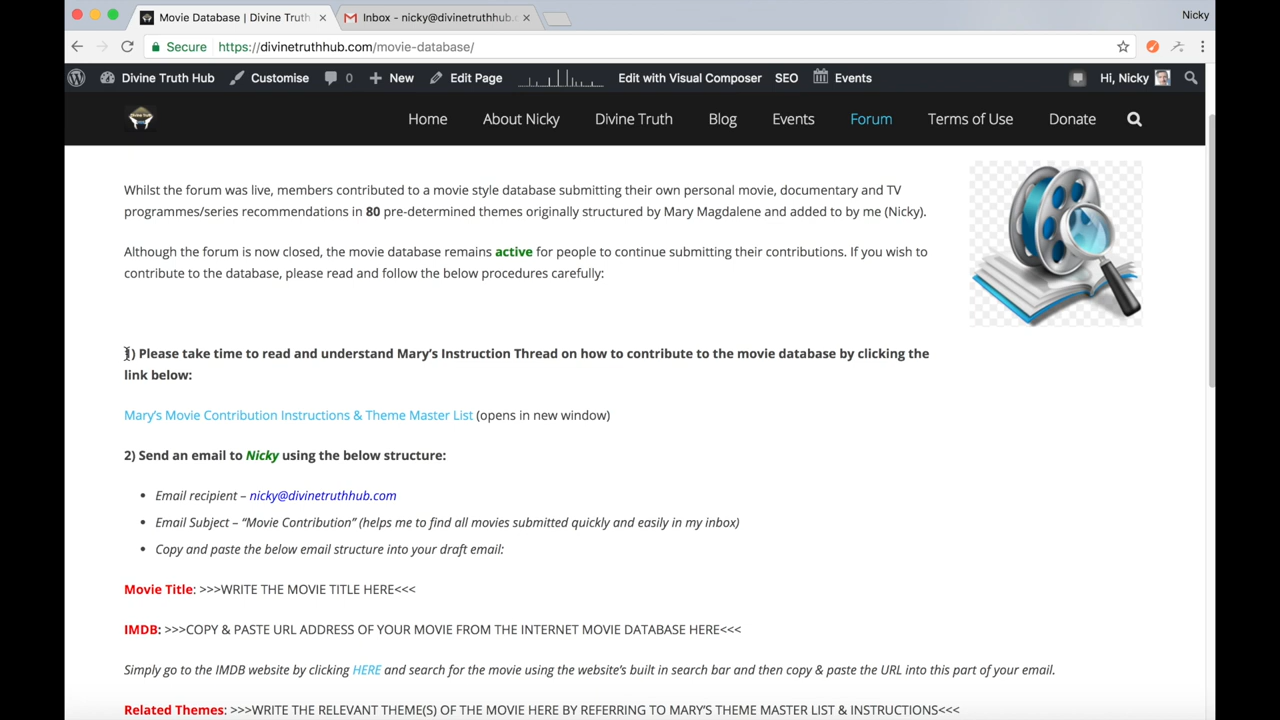 Movie Database | Divine Truth
Inbox - nicky@divinetruthhub.c
Nicky
Secure https://divinetruthhub.com/movie-database/
Divine Truth Hub Customise 0 New Edit Page Edit with Visual Composer SEO Events Hi, Nicky
Home About Nicky Divine Truth Blog Events Forum Terms of Use Donate
Whilst the forum was live, members contributed to a movie style database submitting their own personal movie, documentary and TV
programmes/series recommendations in 80 pre-determined themes originally structured by Mary Magdalene and added to by me (Nicky).
Although the forum is now closed, the movie database remains active for people to continue submitting their contributions. If you wish to
contribute to the database, please read and follow the below procedures carefully:
1) Please take time to read and understand Mary's Instruction Thread on how to contribute to the movie database by clicking the
link below:
Mary's Movie Contribution Instructions & Theme Master List (opens in new window)
2) Send an email to Nicky using the below structure:
• Email recipient – nicky@divinetruthhub.com
• Email Subject – “Movie Contribution” (helps me to find all movies submitted quickly and easily in my inbox)
• Copy and paste the below email structure into your draft email:
Movie Title: >>>WRITE THE MOVIE TITLE HERE<<<
IMDB: >>>COPY & PASTE URL ADDRESS OF YOUR MOVIE FROM THE INTERNET MOVIE DATABASE HERE<<<
Simply go to the IMDB website by clicking HERE and search for the movie using the website's built in search bar and then copy & paste the URL into this part of your email.
Related Themes: >>>WRITE THE RELEVANT THEME(S) OF THE MOVIE HERE BY REFERRING TO MARY'S THEME MASTER LIST & INSTRUCTIONS<<<